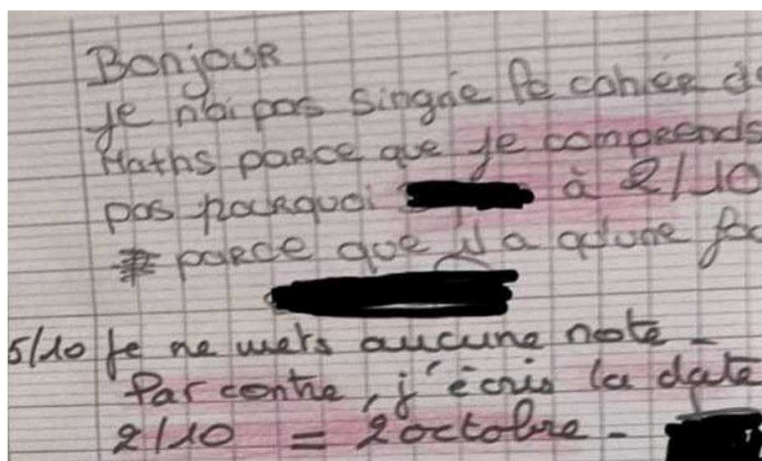 Bonjour
je n'ai pas singnée le cahier de
Maths parce que je comprends
pas pourquoi à 2/10
parce que il a qu'une
5/10 Je ne mets aucune note -
Par contre, j'écris la date
2/10 = 2 octobre -